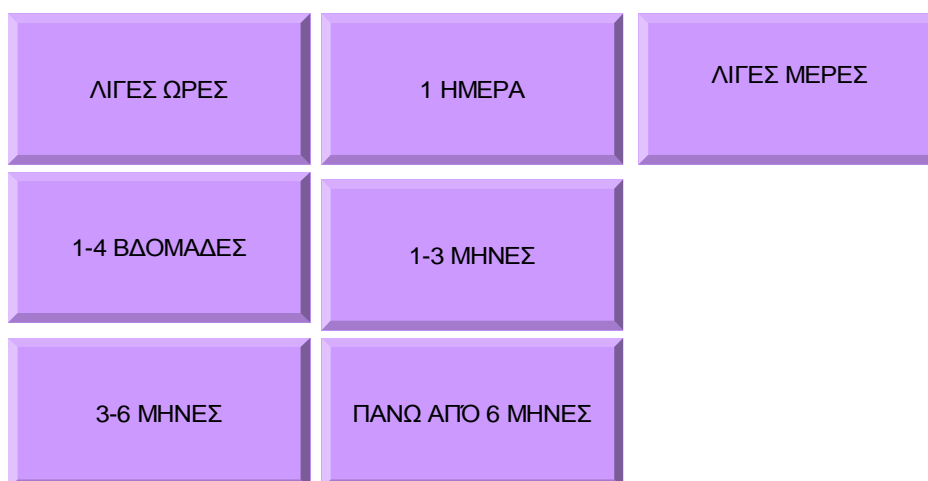 ΛΙΓΕΣ ΩΡΕΣ
1 ΗΜΕΡΑ
ΛΙΓΕΣ ΜΕΡΕΣ
1-4 ΒΔΟΜΑΔΕΣ
1-3 ΜΗΝΕΣ
3-6 ΜΗΝΕΣ
ΠΑΝΩ ΑΠΌ 6 ΜΗΝΕΣ